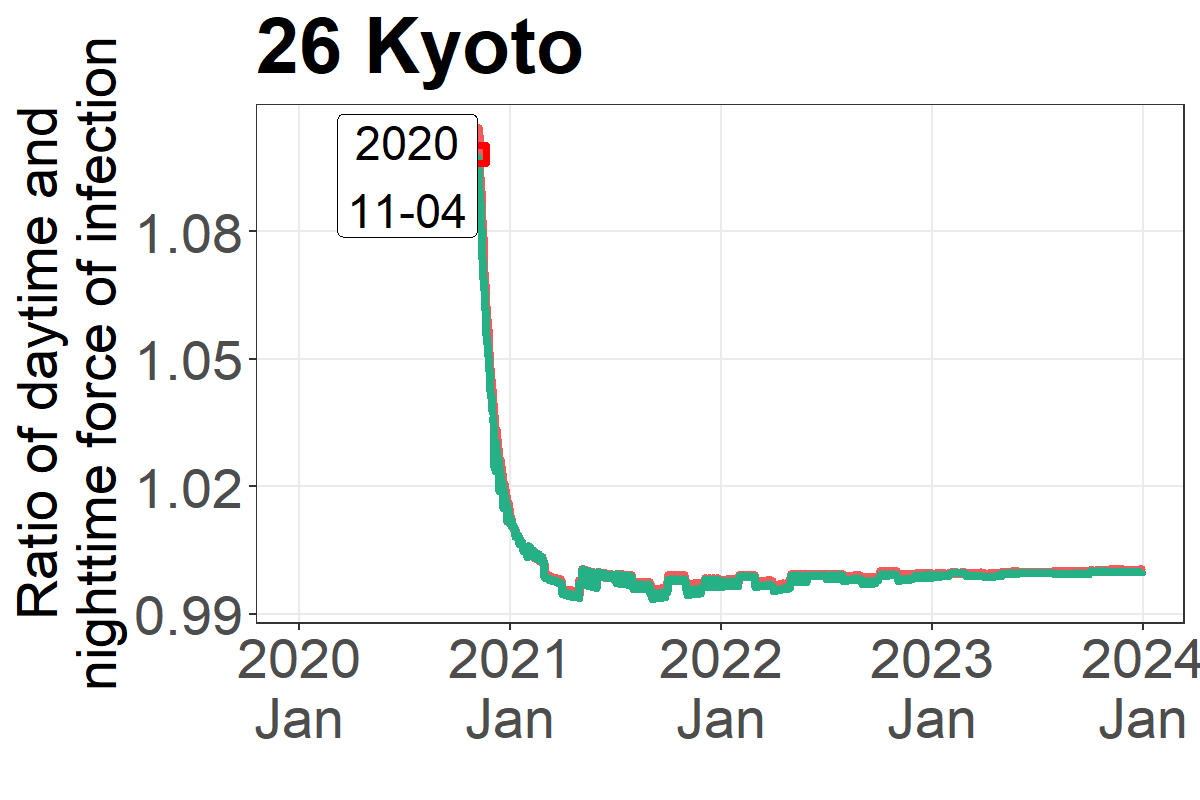 26 Kyoto
Ratio of daytime and
nighttime force of infection
2020
11-04
1.08
1.05
1.02
0.99
2020
Jan
2021
Jan
2022
Jan
2023
Jan
2024
Jan